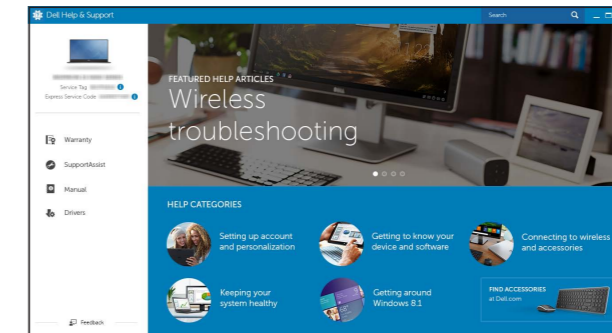 Dell Help & Support
Search
Service Tag
Express Service Code
Warranty
SupportAssist
Manual
Drivers
Feedback
FEATURED HELP ARTICLES
Wireless
troubleshooting
HELP CATEGORIES
Setting up account
and personalization
Getting to know your
device and software
Connecting to wireless
and accessories
Keeping your
system healthy
Getting around
Windows 8.1
FIND ACCESSORIES
at Dell.com